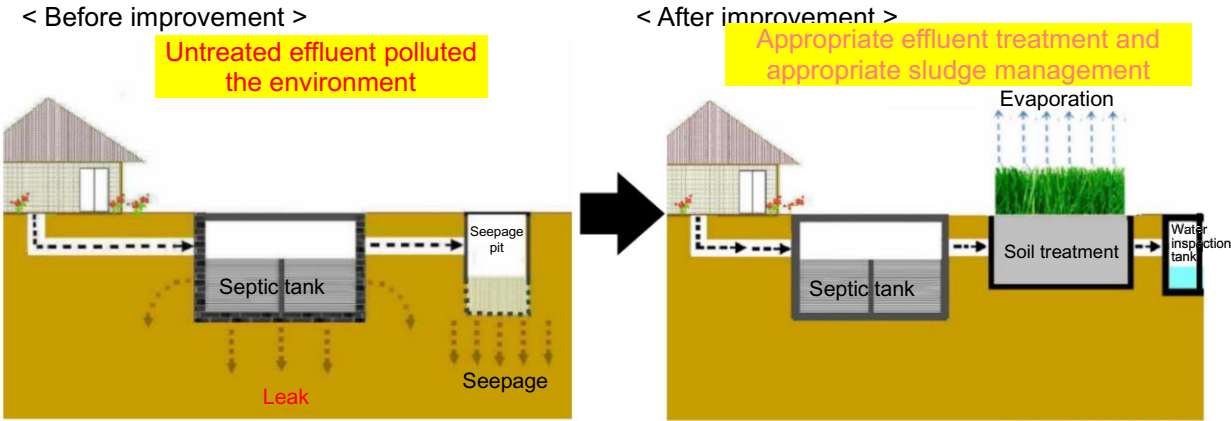 < Before improvement >
Untreated effluent polluted
the environment
Seepage
pit
Septic tank
Leak
Seepage
< After improvement >
Appropriate effluent treatment and
appropriate sludge management
Evaporation
Septic tank
Soil treatment
Water
inspection
tank